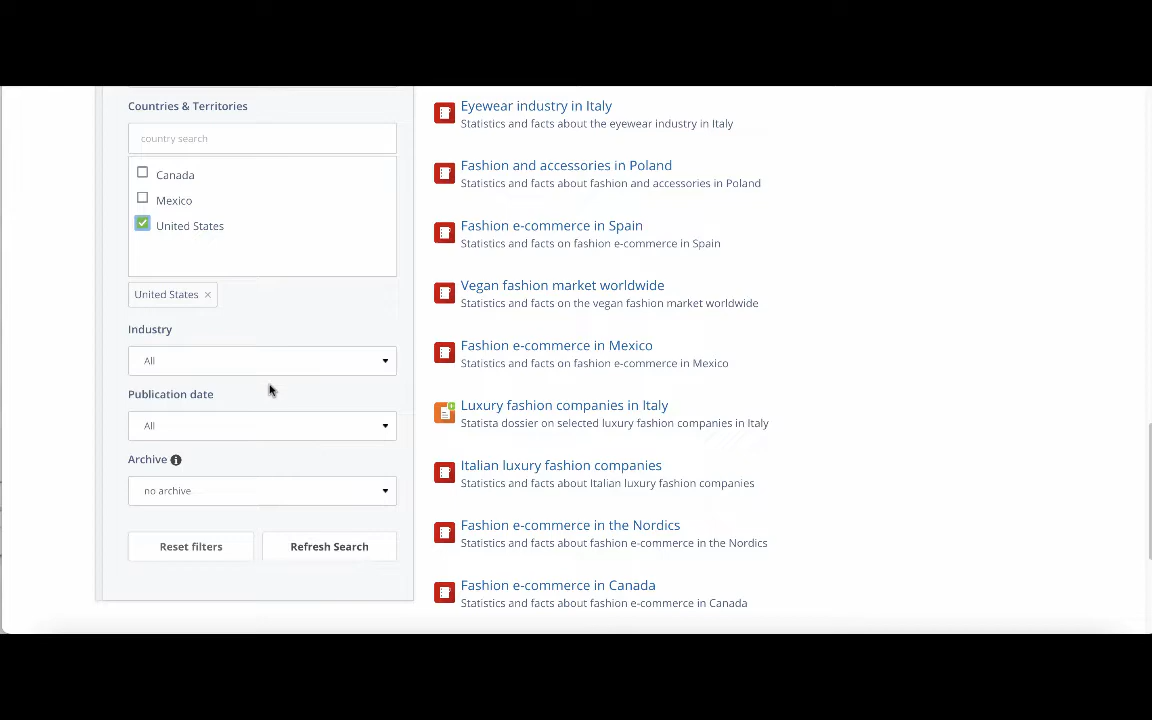 Countries & Territories
country search
Canada
Mexico
United States
United States ×
Industry
All
Publication date
All
Archive
no archive
Reset filters
Refresh Search
Eyewear industry in Italy
Statistics and facts about the eyewear industry in Italy
Fashion and accessories in Poland
Statistics and facts about fashion and accessories in Poland
Fashion e-commerce in Spain
Statistics and facts on fashion e-commerce in Spain
Vegan fashion market worldwide
Statistics and facts on the vegan fashion market worldwide
Fashion e-commerce in Mexico
Statistics and facts on fashion e-commerce in Mexico
Luxury fashion companies in Italy
Statista dossier on selected luxury fashion companies in Italy
Italian luxury fashion companies
Statistics and facts about Italian luxury fashion companies
Fashion e-commerce in the Nordics
Statistics and facts about fashion e-commerce in the Nordics
Fashion e-commerce in Canada
Statistics and facts about fashion e-commerce in Canada